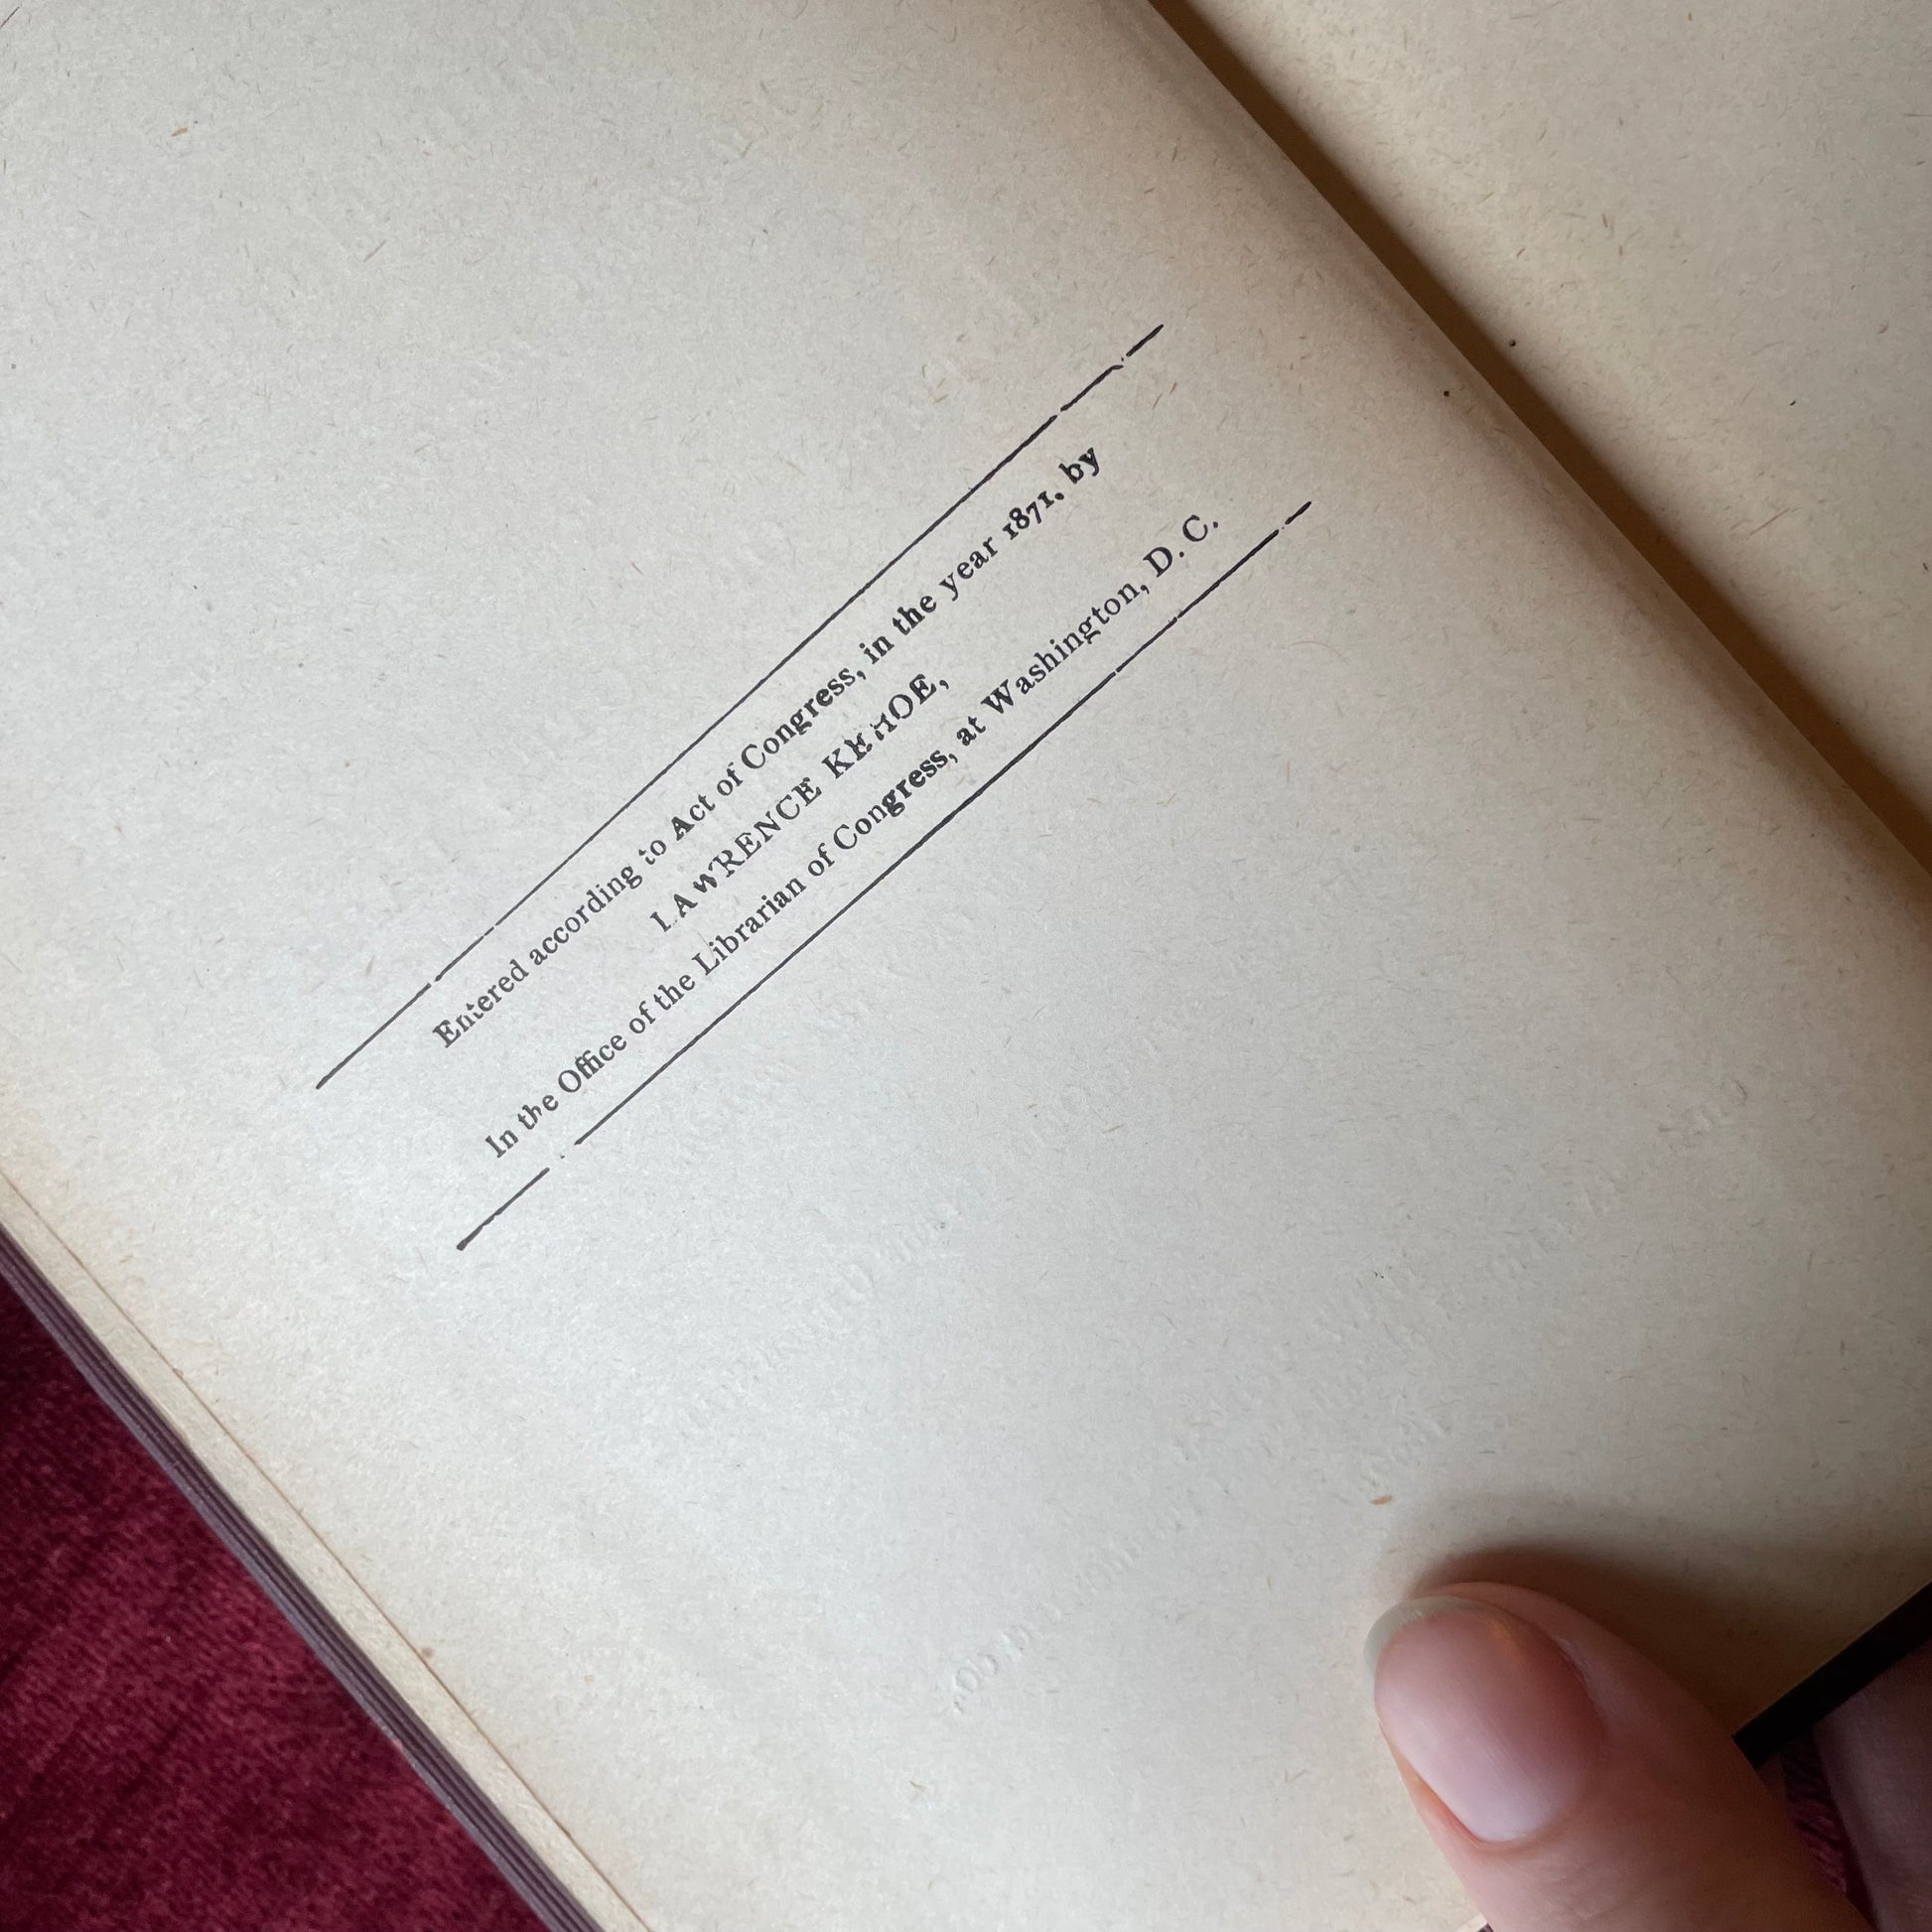 Entered according to Act of Congress, in the year 1871, by
LAWRENCE KEHOE,
In the Office of the Librarian of Congress, at Washington, D. C.